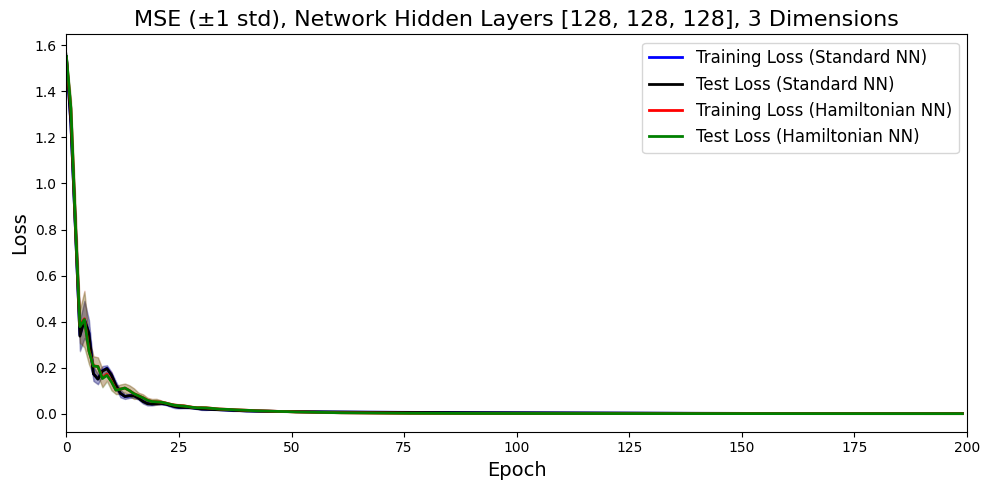 MSE (±1 std), Network Hidden Layers [128, 128, 128], 3 Dimensions
Training Loss (Standard NN)
Test Loss (Standard NN)
Training Loss (Hamiltonian NN)
Test Loss (Hamiltonian NN)
Loss
1.6
1.4
1.2
1.0
0.8
0.6
0.4
0.2
0.0
0 25 50 75 100 125 150 175 200
Epoch